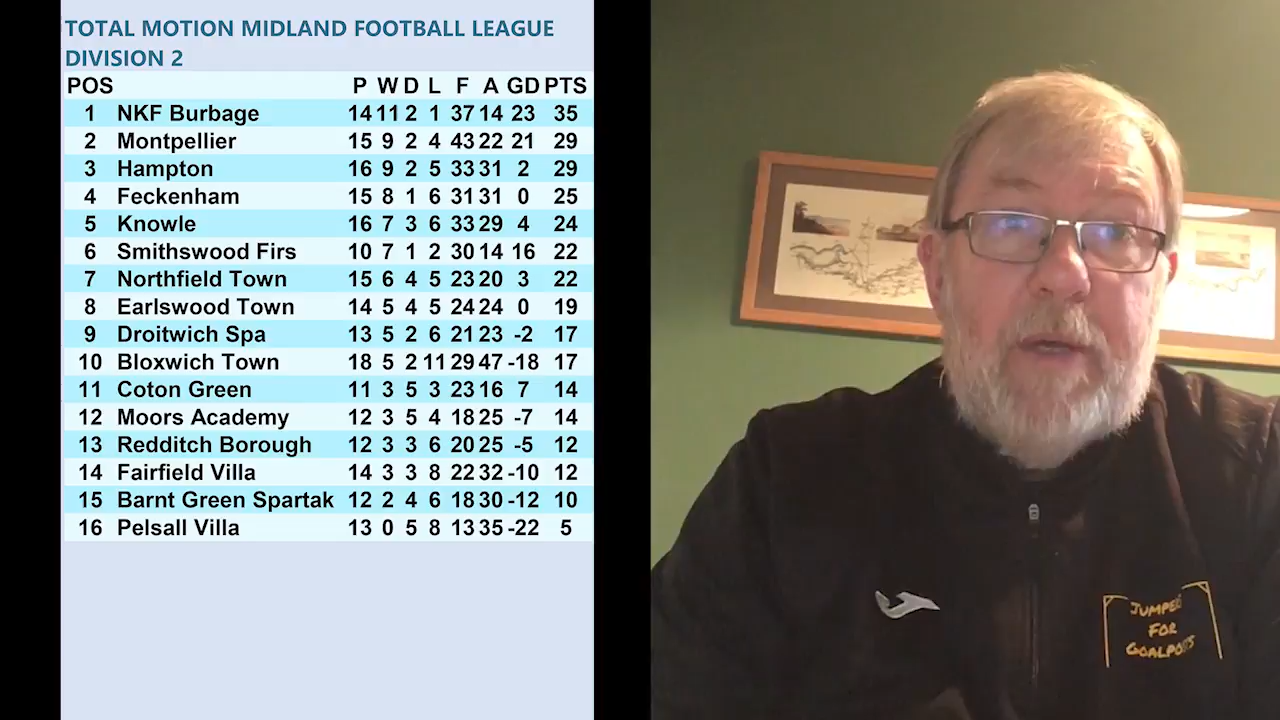 TOTAL MOTION MIDLAND FOOTBALL LEAGUE
DIVISION 2
POS P W D L F A GD PTS
1 NKF Burbage 14 11 2 1 37 14 23 35
2 Montpellier 15 9 2 4 43 22 21 29
3 Hampton 16 9 2 5 33 31 2 29
4 Feckenham 15 8 1 6 31 31 0 25
5 Knowle 16 7 3 6 33 29 4 24
6 Smithswood Firs 10 7 1 2 30 14 16 22
7 Northfield Town 15 6 4 5 23 20 3 22
8 Earlswood Town 14 5 4 5 24 24 0 19
9 Droitwich Spa 13 5 2 6 21 23 -2 17
10 Bloxwich Town 18 5 2 11 29 47 -18 17
11 Coton Green 11 3 5 3 23 16 7 14
12 Moors Academy 12 3 5 4 18 25 -7 14
13 Redditch Borough 12 3 3 6 20 25 -5 12
14 Fairfield Villa 14 3 3 8 22 32 -10 12
15 Barnt Green Spartak 12 2 4 6 18 30 -12 10
16 Pelsall Villa 13 0 5 8 13 35 -22 5
JUMPERS
FOR
GOALPOSTS